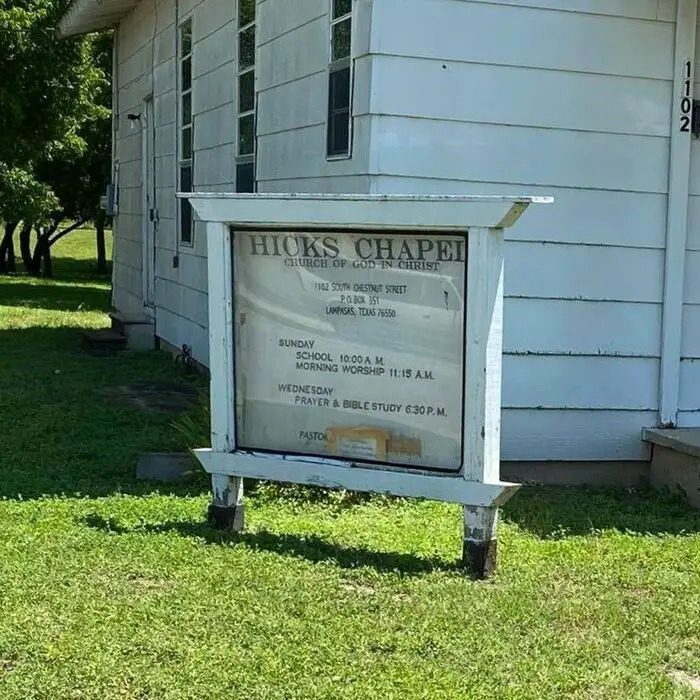 HICKS CHAPEL
CHURCH OF GOD IN CHRIST
1102 SOUTH CHESTNUT STREET
P.O. BOX 351
LAMPASAS, TEXAS 76550
SUNDAY
SCHOOL 10:00 A.M.
MORNING WORSHIP 11:15 A.M.
WEDNESDAY
PRAYER & BIBLE STUDY 6:30 P.M.
PASTOR
1102